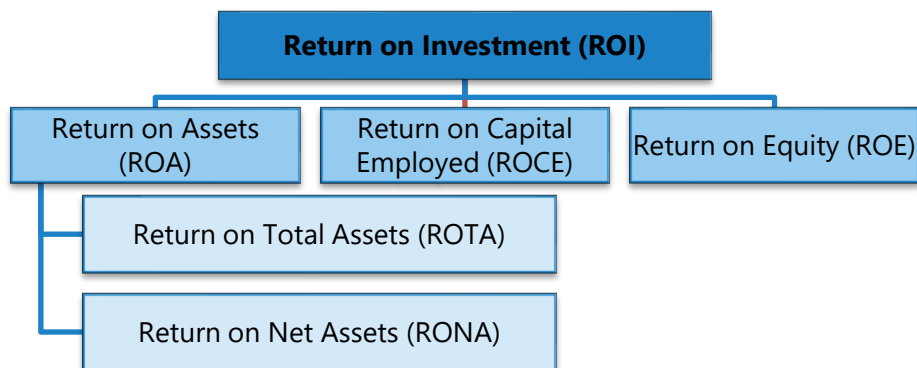 Return on Investment (ROI)
Return on Assets
(ROA)
Return on Capital
Employed (ROCE)
Return on Equity (ROE)
Return on Total Assets (ROTA)
Return on Net Assets (RONA)